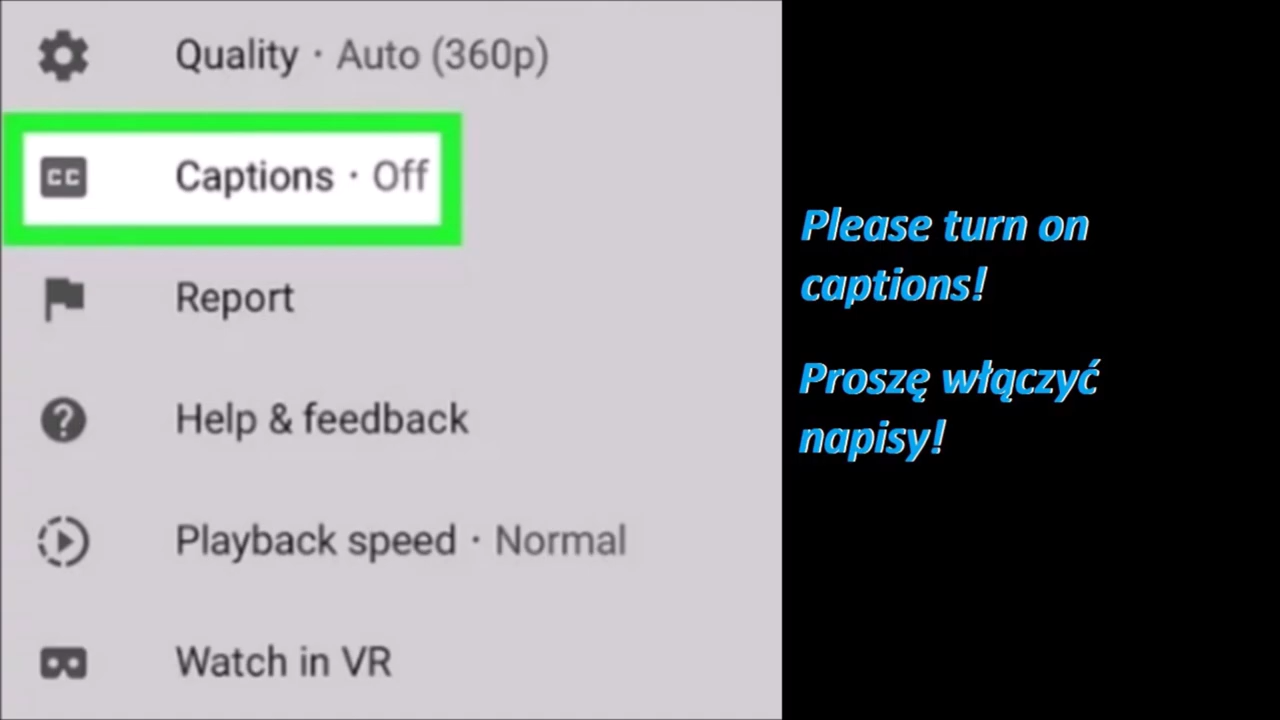 Quality · Auto (360p)
CC
Captions · Off
Report
?
Help & feedback
Playback speed · Normal
Watch in VR
Please turn on
captions!
Proszę włączyć
napisy!